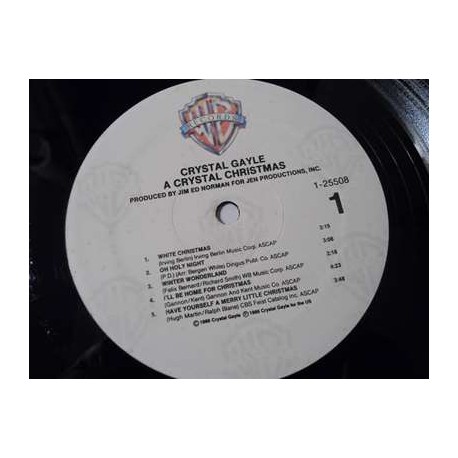 RECORDS
CRYSTAL GAYLE
A CRYSTAL CHRISTMAS
PRODUCED BY JIM ED NORMAN FOR JEN PRODUCTIONS, INC.
1-25508
1
1. WHITE CHRISTMAS 3:15
(Irving Berlin) Irving Berlin Music Corp. ASCAP
2. OH HOLY NIGHT 3:06
(P.D.) (Arr. Bergen White) Dingus Publ. Co. ASCAP
3. WINTER WONDERLAND 2:16
(Felix Bernard/Richard Smith) WB Music Corp. ASCAP
4. I'LL BE HOME FOR CHRISTMAS 4:23
(Gannon/Kent) Gannon And Kent Music Co. ASCAP
5. HAVE YOURSELF A MERRY LITTLE CHRISTMAS 3:48
(Hugh Martin/Ralph Blane) CBS Feist Catalog Inc. ASCAP
1986 Crystal Gayle 1986 Crystal Gayle for the US